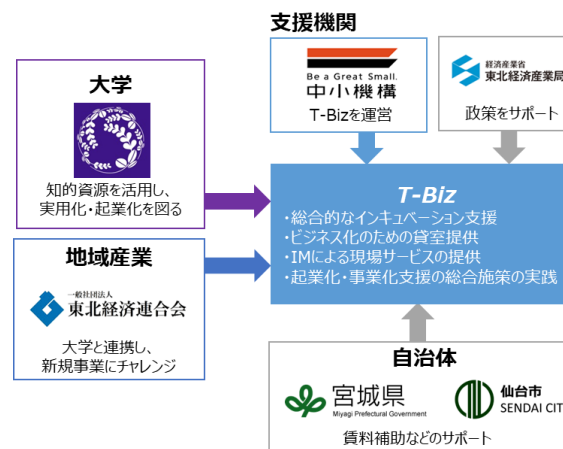 支援機関
大学
知的資源を活用し、
実用化・起業化を図る
Be a Great Small.
中小機構
T-Bizを運営
経済産業省
東北経済産業局
政策をサポート
T-Biz
・総合的なインキュベーション支援
・ビジネス化のための貸室提供
・IMによる現場サービスの提供
・起業化・事業化支援の総合施策の実践
地域産業
一般社団法人
東北経済連合会
大学と連携し、
新規事業にチャレンジ
自治体
宮城県
Miyagi Prefectural Government
仙台市
SENDAI CIT
賃料補助などのサポート